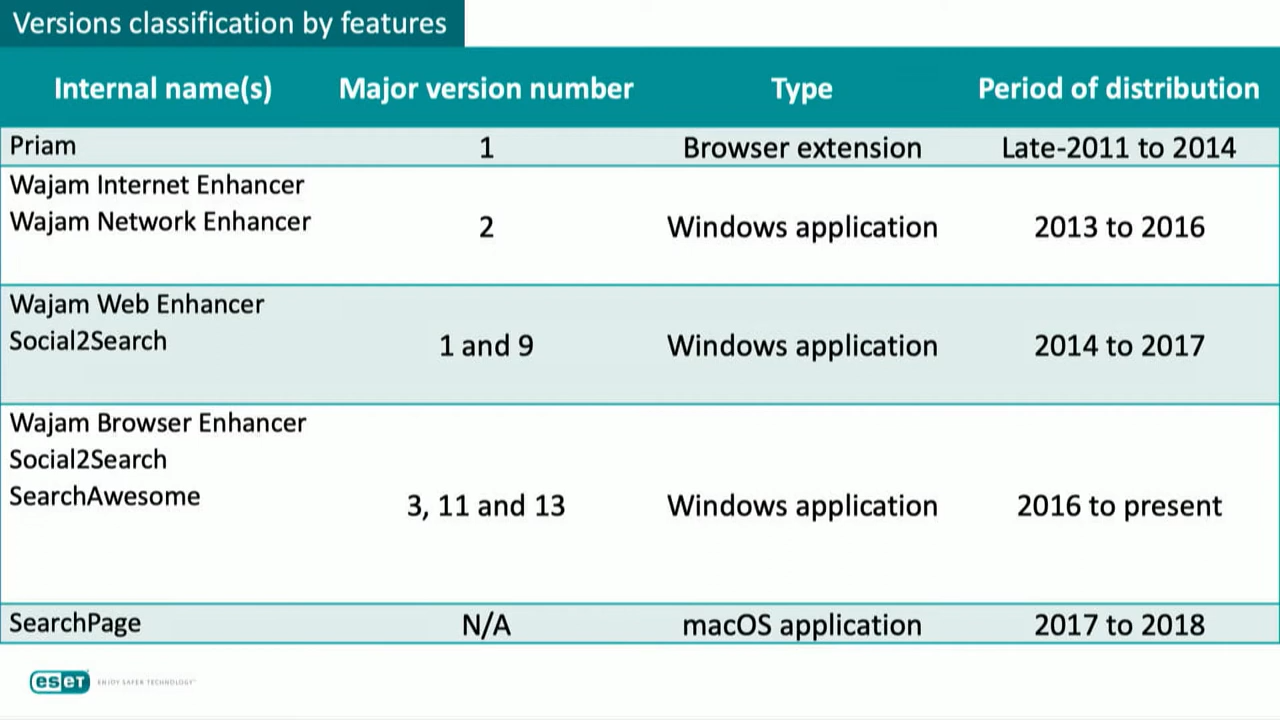 Versions classification by features
Internal name(s) Major version number Type Period of distribution
Priam 1 Browser extension Late-2011 to 2014
Wajam Internet Enhancer
Wajam Network Enhancer 2 Windows application 2013 to 2016
Wajam Web Enhancer
Social2Search 1 and 9 Windows application 2014 to 2017
Wajam Browser Enhancer
Social2Search
SearchAwesome 3, 11 and 13 Windows application 2016 to present
SearchPage N/A macOS application 2017 to 2018
eseT ENJOY SAFER TECHNOLOGY™